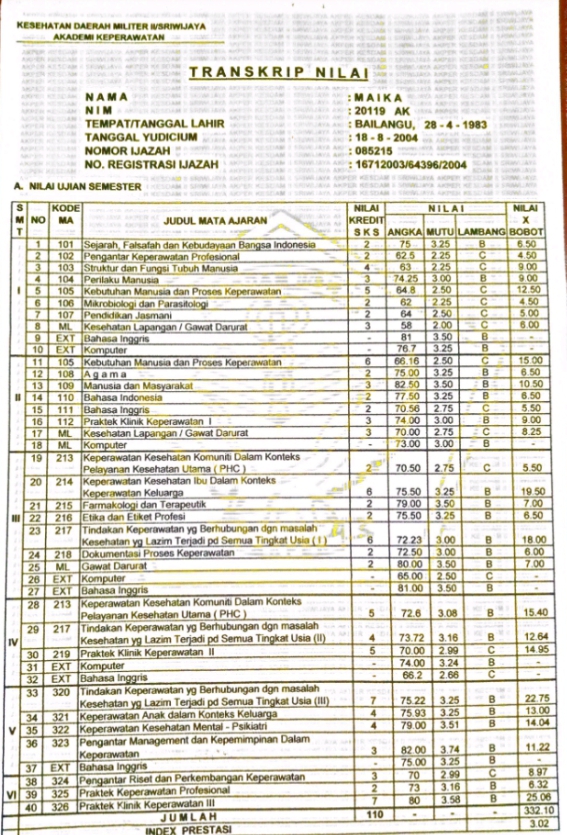 KESEHATAN DAERAH MILITER II/SRIWIJAYA
AKADEMI KEPERAWATAN
TRANSKRIP NILAI
NAMA : MAIKA
NIM : 20119 AK
TEMPAT/TANGGAL LAHIR : BAILANGU, 28 - 4 - 1983
TANGGAL YUDICIUM : 18 - 8 - 2004
NOMOR IJAZAH : 085215
NO. REGISTRASI IJAZAH : 16712003/64396/2004
A. NILAI UJIAN SEMESTER
SMT NO KODE MA JUDUL MATA AJARAN NILAI KREDIT SKS NILAI ANGKA MUTU LAMBANG NILAI X BOBOT
I
1 101 Sejarah, Falsafah dan Kebudayaan Bangsa Indonesia 2 75 3.25 B 6.50
2 102 Pengantar Keperawatan Profesional 2 62.5 2.25 C 4.50
3 103 Struktur dan Fungsi Tubuh Manusia 4 63 2.25 C 9.00
4 104 Perilaku Manusia 3 74.25 3.00 B 9.00
5 105 Kebutuhan Manusia dan Proses Keperawatan 5 64.8 2.50 C 12.50
6 106 Mikrobiologi dan Parasitologi 2 62 2.25 C 4.50
7 107 Pendidikan Jasmani 2 64 2.50 C 5.00
8 ML Kesehatan Lapangan / Gawat Darurat 3 58 2.00 C 6.00
9 EXT Bahasa Inggris - 81 3.50 B -
10 EXT Komputer - 76.7 3.25 B -
II
11 105 Kebutuhan Manusia dan Proses Keperawatan 6 66.16 2.50 C 15.00
12 108 Agama 2 75.00 3.25 B 6.50
13 109 Manusia dan Masyarakat 3 82.50 3.50 B 10.50
14 110 Bahasa Indonesia 2 77.50 3.25 B 6.50
15 111 Bahasa Inggris 2 70.56 2.75 C 5.50
16 112 Praktek Klinik Keperawatan I 3 74.00 3.00 B 9.00
17 ML Kesehatan Lapangan / Gawat Darurat 3 70.00 2.75 C 8.25
18 ML Komputer - 73.00 3.00 B -
III
19 213 Keperawatan Kesehatan Komuniti Dalam Konteks
Pelayanan Kesehatan Utama ( PHC ) 2 70.50 2.75 C 5.50
20 214 Keperawatan Kesehatan Ibu Dalam Konteks
Keperawatan Keluarga 6 75.50 3.25 B 19.50
21 215 Farmakologi dan Terapeutik 2 79.00 3.50 B 7.00
22 216 Etika dan Etiket Profesi 2 75.50 3.25 B 6.50
23 217 Tindakan Keperawatan yg Berhubungan dgn masalah
Kesehatan yg Lazim Terjadi pd Semua Tingkat Usia ( I ) 6 72.23 3.00 B 18.00
24 218 Dokumentasi Proses Keperawatan 2 72.50 3.00 B 6.00
25 ML Gawat Darurat 2 80.00 3.50 B 7.00
26 EXT Komputer - 65.00 2.50 C -
27 EXT Bahasa Inggris - 81.00 3.50 B -
IV
28 213 Keperawatan Kesehatan Komuniti Dalam Konteks
Pelayanan Kesehatan Utama ( PHC ) 5 72.6 3.08 B 15.40
29 217 Tindakan Keperawatan yg Berhubungan dgn masalah
Kesehatan yg Lazim Terjadi pd Semua Tingkat Usia (II) 4 73.72 3.16 B 12.64
30 219 Praktek Klinik Keperawatan II 5 70.00 2.99 C 14.95
31 EXT Komputer - 74.00 3.24 B -
32 EXT Bahasa Inggris - 66.2 2.66 C -
V
33 320 Tindakan Keperawatan yg Berhubungan dgn masalah
Kesehatan yg Lazim Terjadi pd Semua Tingkat Usia (III) 7 75.22 3.25 B 22.75
34 321 Keperawatan Anak dalam Konteks Keluarga 4 75.93 3.25 B 13.00
35 322 Keperawatan Kesehatan Mental - Psikiatri 4 79.00 3.51 B 14.04
36 323 Pengantar Management dan Kepemimpinan Dalam
Keperawatan 3 82.00 3.74 B 11.22
37 EXT Bahasa Inggris - 75.00 3.25 B -
VI
38 324 Pengantar Riset dan Perkembangan Keperawatan 3 70 2.99 C 8.97
39 325 Praktek Keperawatan Profesional 2 73 3.16 B 6.32
40 326 Praktek Klinik Keperawatan III 7 80 3.58 B 25.06
JUMLAH 110 - - 332.10
INDEX PRESTASI 3.02